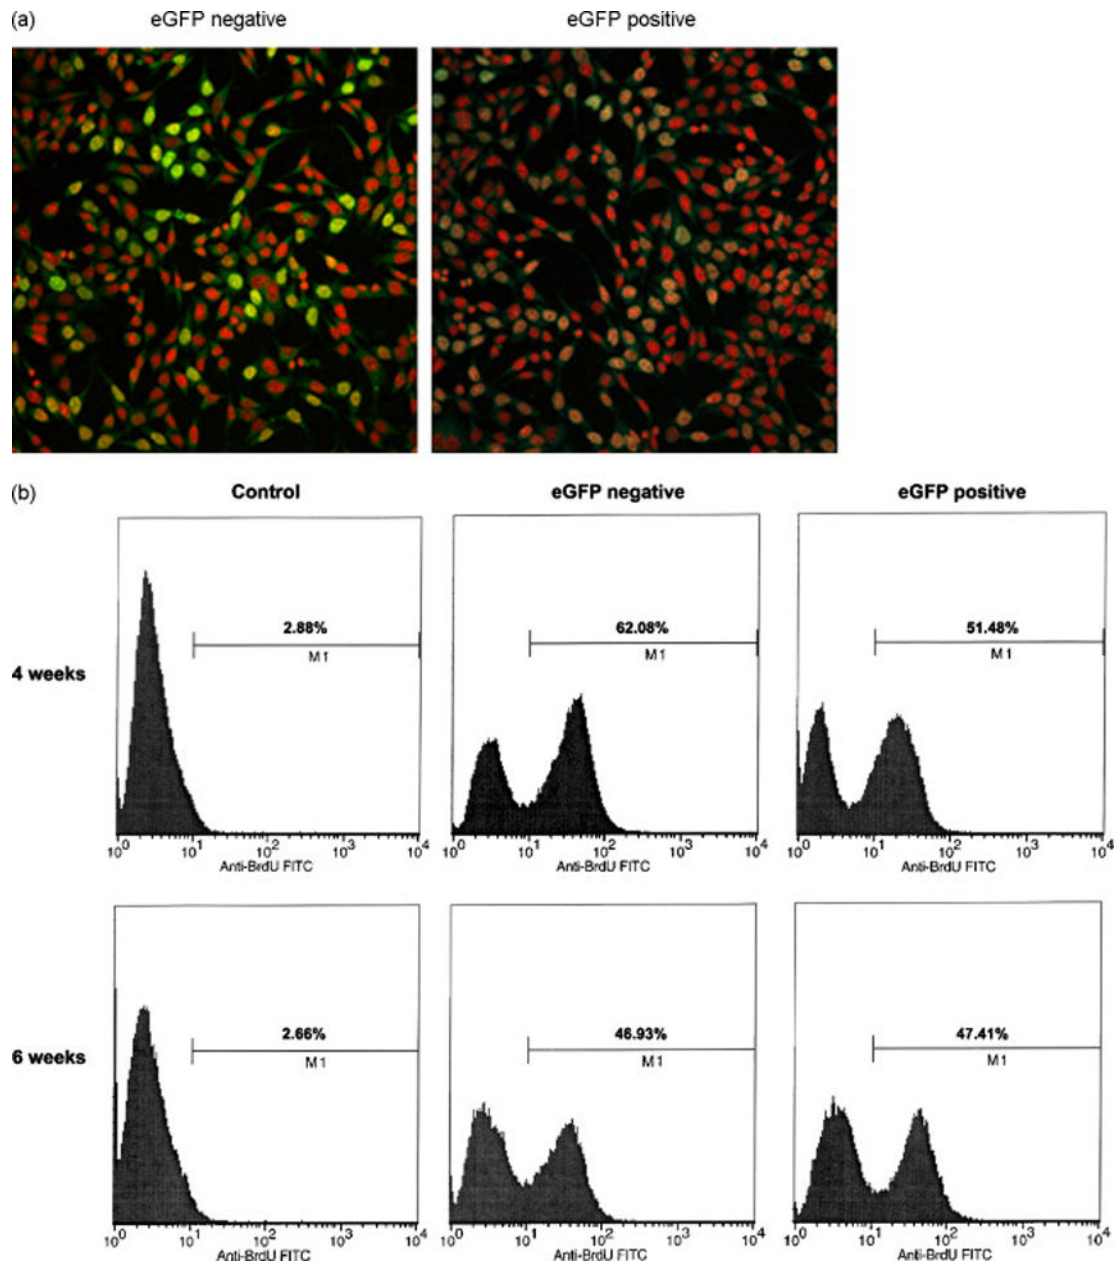 (a)
eGFP negative eGFP positive
(b)
Control eGFP negative eGFP positive
4 weeks
2.88%
M1
10⁰ 10¹ 10² 10³ 10⁴
Anti-BrdU FITC
62.08%
M1
10⁰ 10¹ 10² 10³ 10⁴
Anti-BrdU FITC
51.48%
M1
10⁰ 10¹ 10² 10³ 10⁴
Anti-BrdU FITC
6 weeks
2.66%
M1
10⁰ 10¹ 10² 10³ 10⁴
Anti-BrdU FITC
46.93%
M1
10⁰ 10¹ 10² 10³ 10⁴
Anti-BrdU FITC
47.41%
M1
10⁰ 10¹ 10² 10³ 10⁴
Anti-BrdU FITC